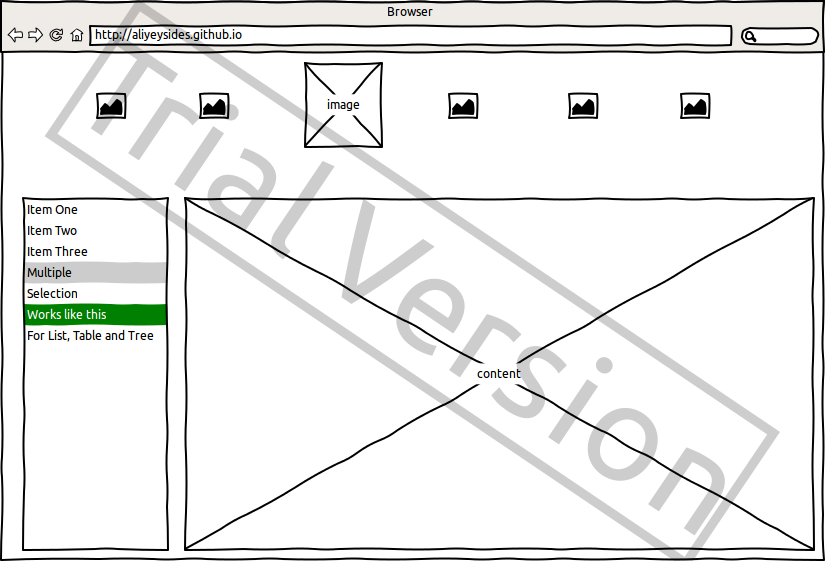 Browser
http://aliyeysides.github.io
image
Item One
Item Two
Item Three
Multiple
Selection
Works like this
For List, Table and Tree
content
Trial Version